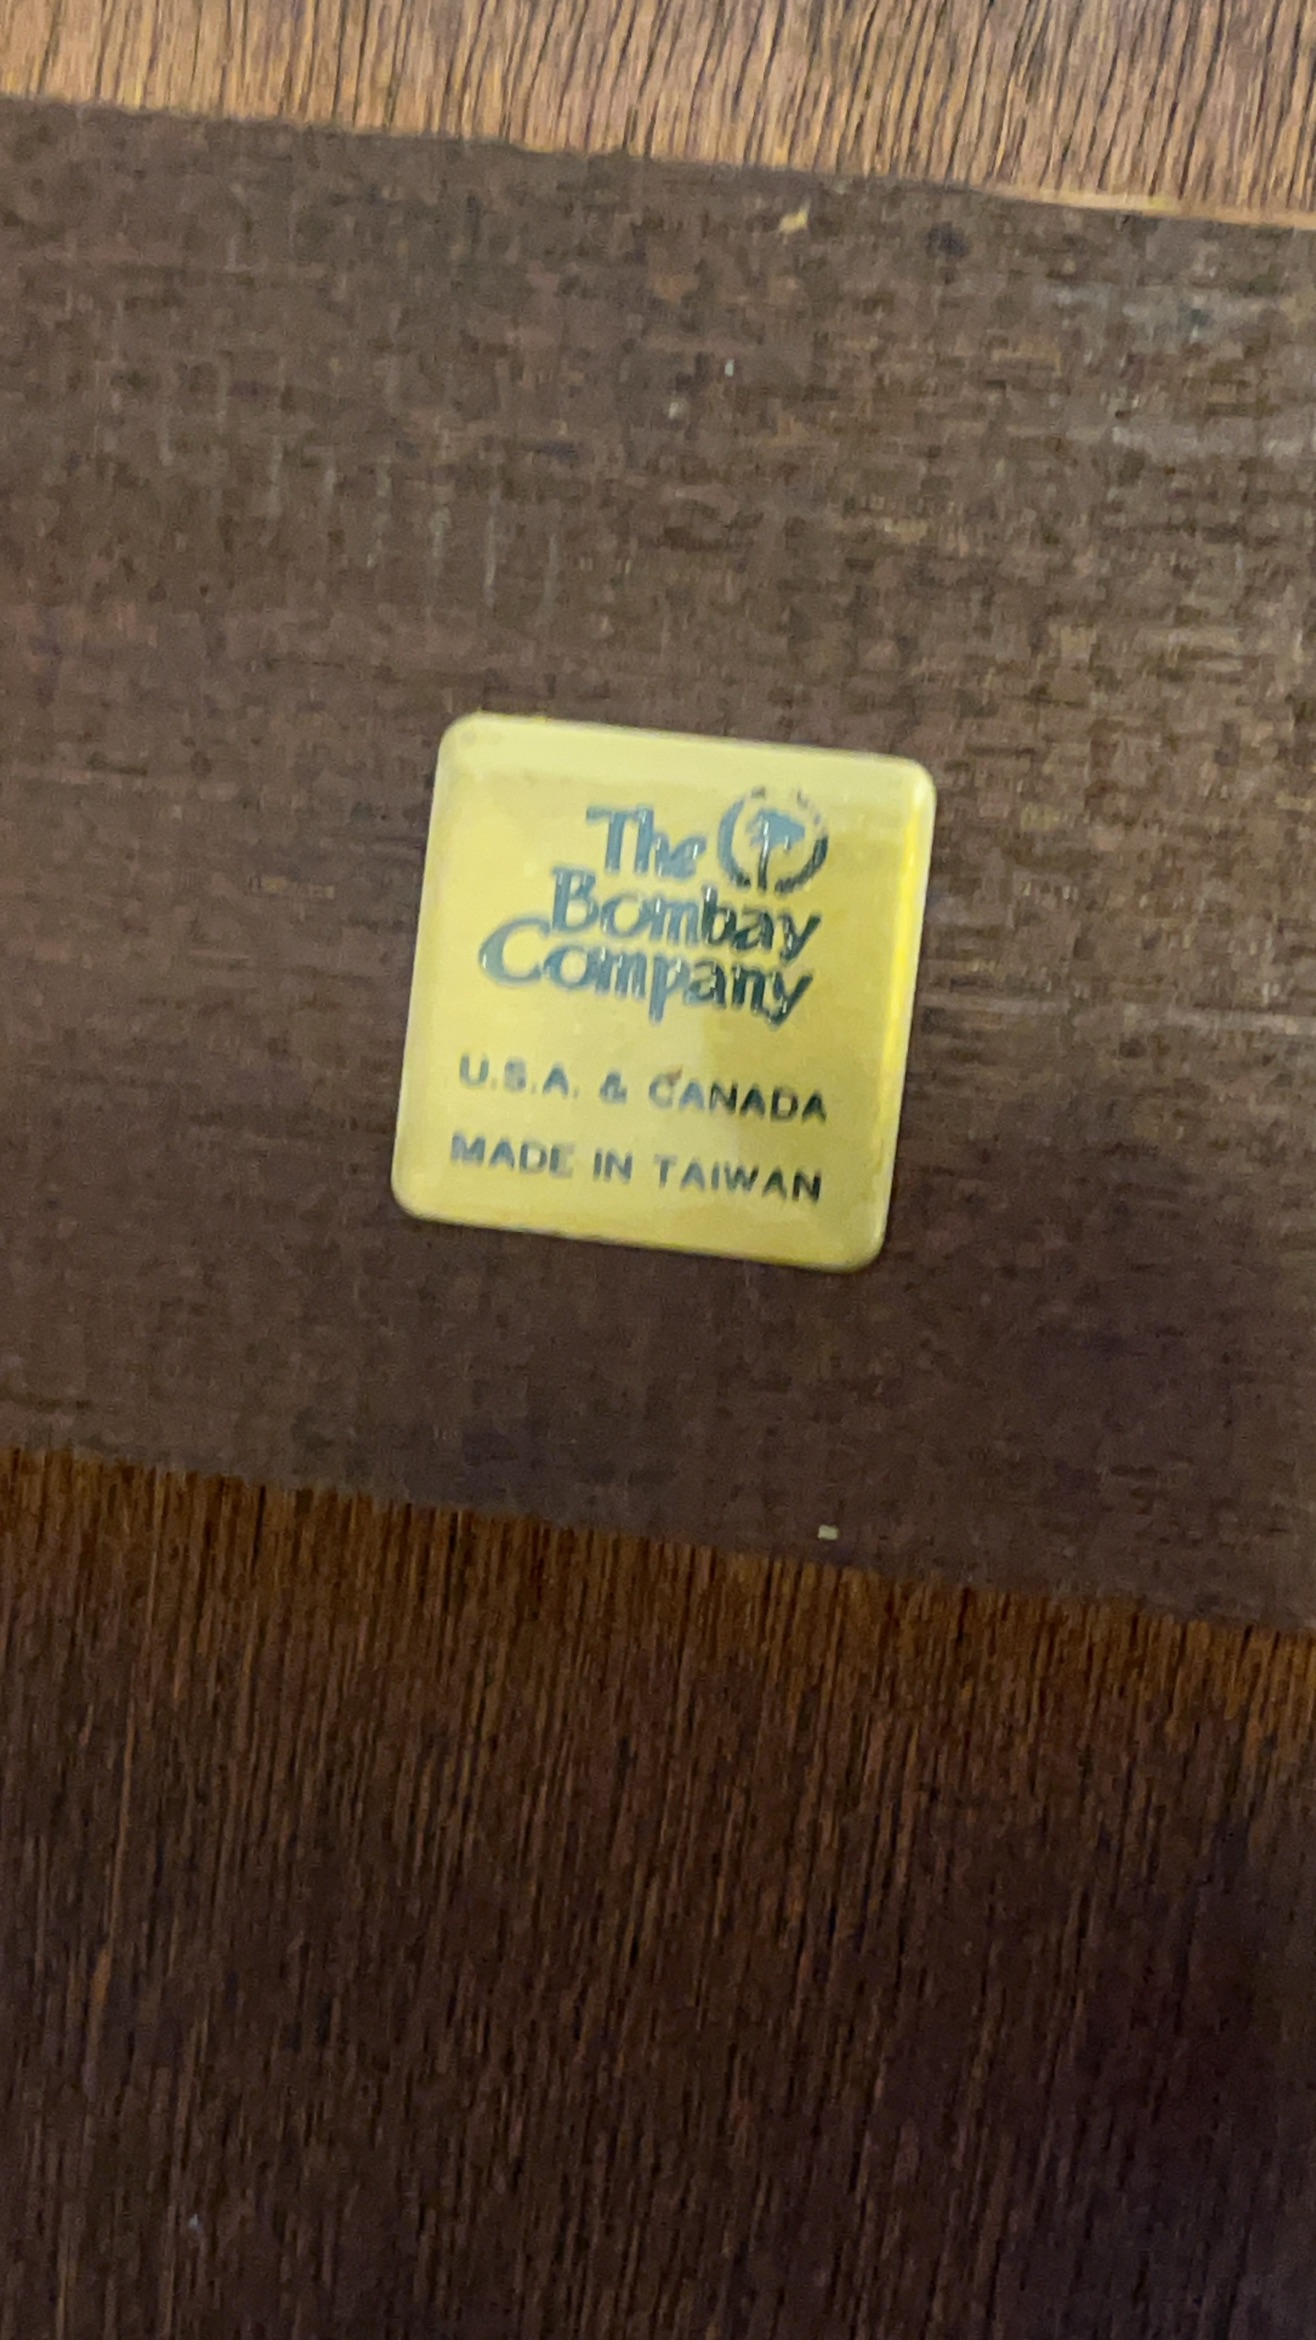 The
Bombay
Company
U.S.A. & CANADA
MADE IN TAIWAN